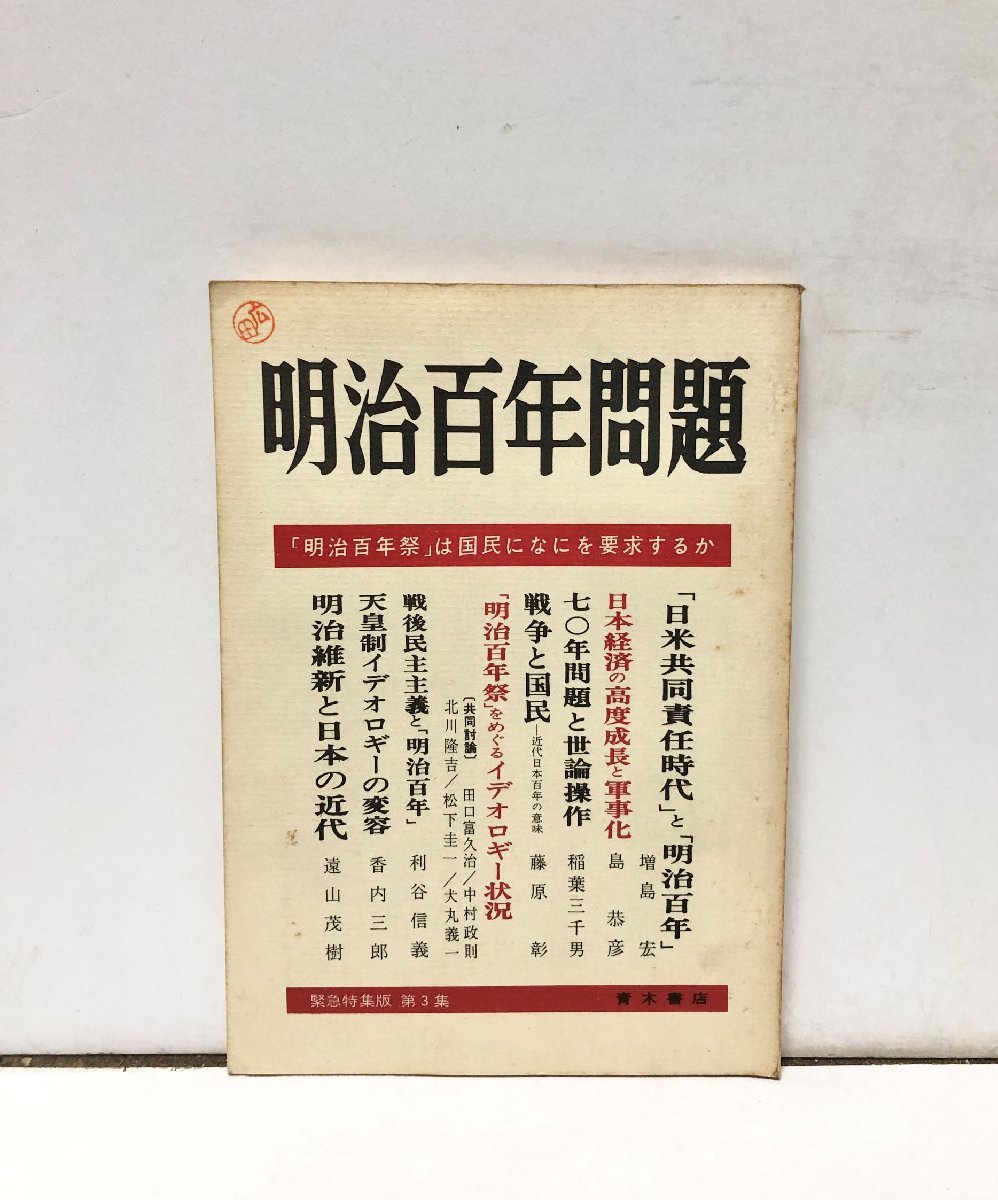 広田
明治百年問題
「明治百年祭」は国民になにを要求するか
「日米共同責任時代」と「明治百年」
増島 宏
日本経済の高度成長と軍事化
島 恭彦
七〇年問題と世論操作
稲葉三千男
戦争と国民―近代日本百年の意味
藤原 彰
「明治百年祭」をめぐるイデオロギー状況
〔共同討論〕 田口富久治/中村政則
北川隆吉/松下圭一/犬丸義一
戦後民主主義と「明治百年」
利谷信義
天皇制イデオロギーの変容
香内三郎
明治維新と日本の近代
遠山茂樹
緊急特集版 第3集
青木書店